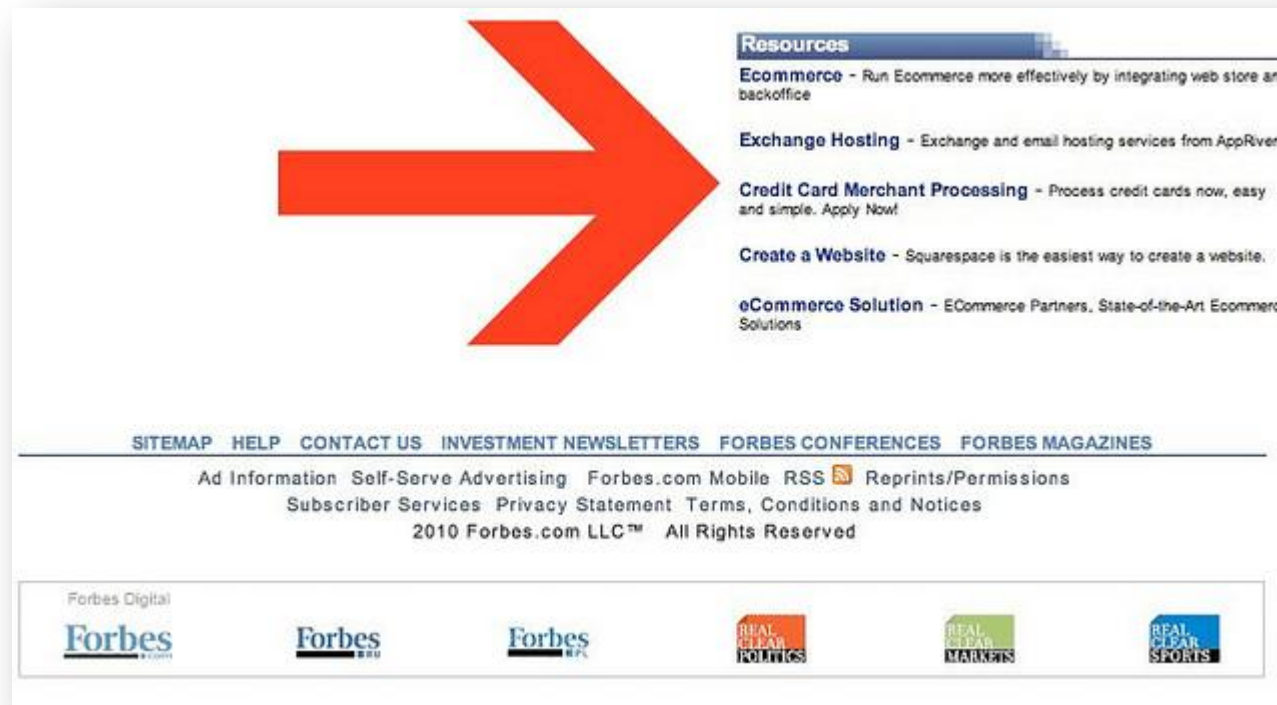 Resources
Ecommerce - Run Ecommerce more effectively by integrating web store an
backoffice
Exchange Hosting - Exchange and email hosting services from AppRiver
Credit Card Merchant Processing - Process credit cards now, easy
and simple. Apply Now!
Create a Website - Squarespace is the easiest way to create a website.
eCommerce Solution - ECommerce Partners, State-of-the-Art Ecommerc
Solutions
SITEMAP HELP CONTACT US INVESTMENT NEWSLETTERS FORBES CONFERENCES FORBES MAGAZINES
Ad Information Self-Serve Advertising Forbes.com Mobile RSS Reprints/Permissions
Subscriber Services Privacy Statement Terms, Conditions and Notices
2010 Forbes.com LLC™ All Rights Reserved
Forbes Digital
Forbes .com Forbes Forbes REAL CLEAR POLITICS REAL CLEAR MARKETS REAL CLEAR SPORTS